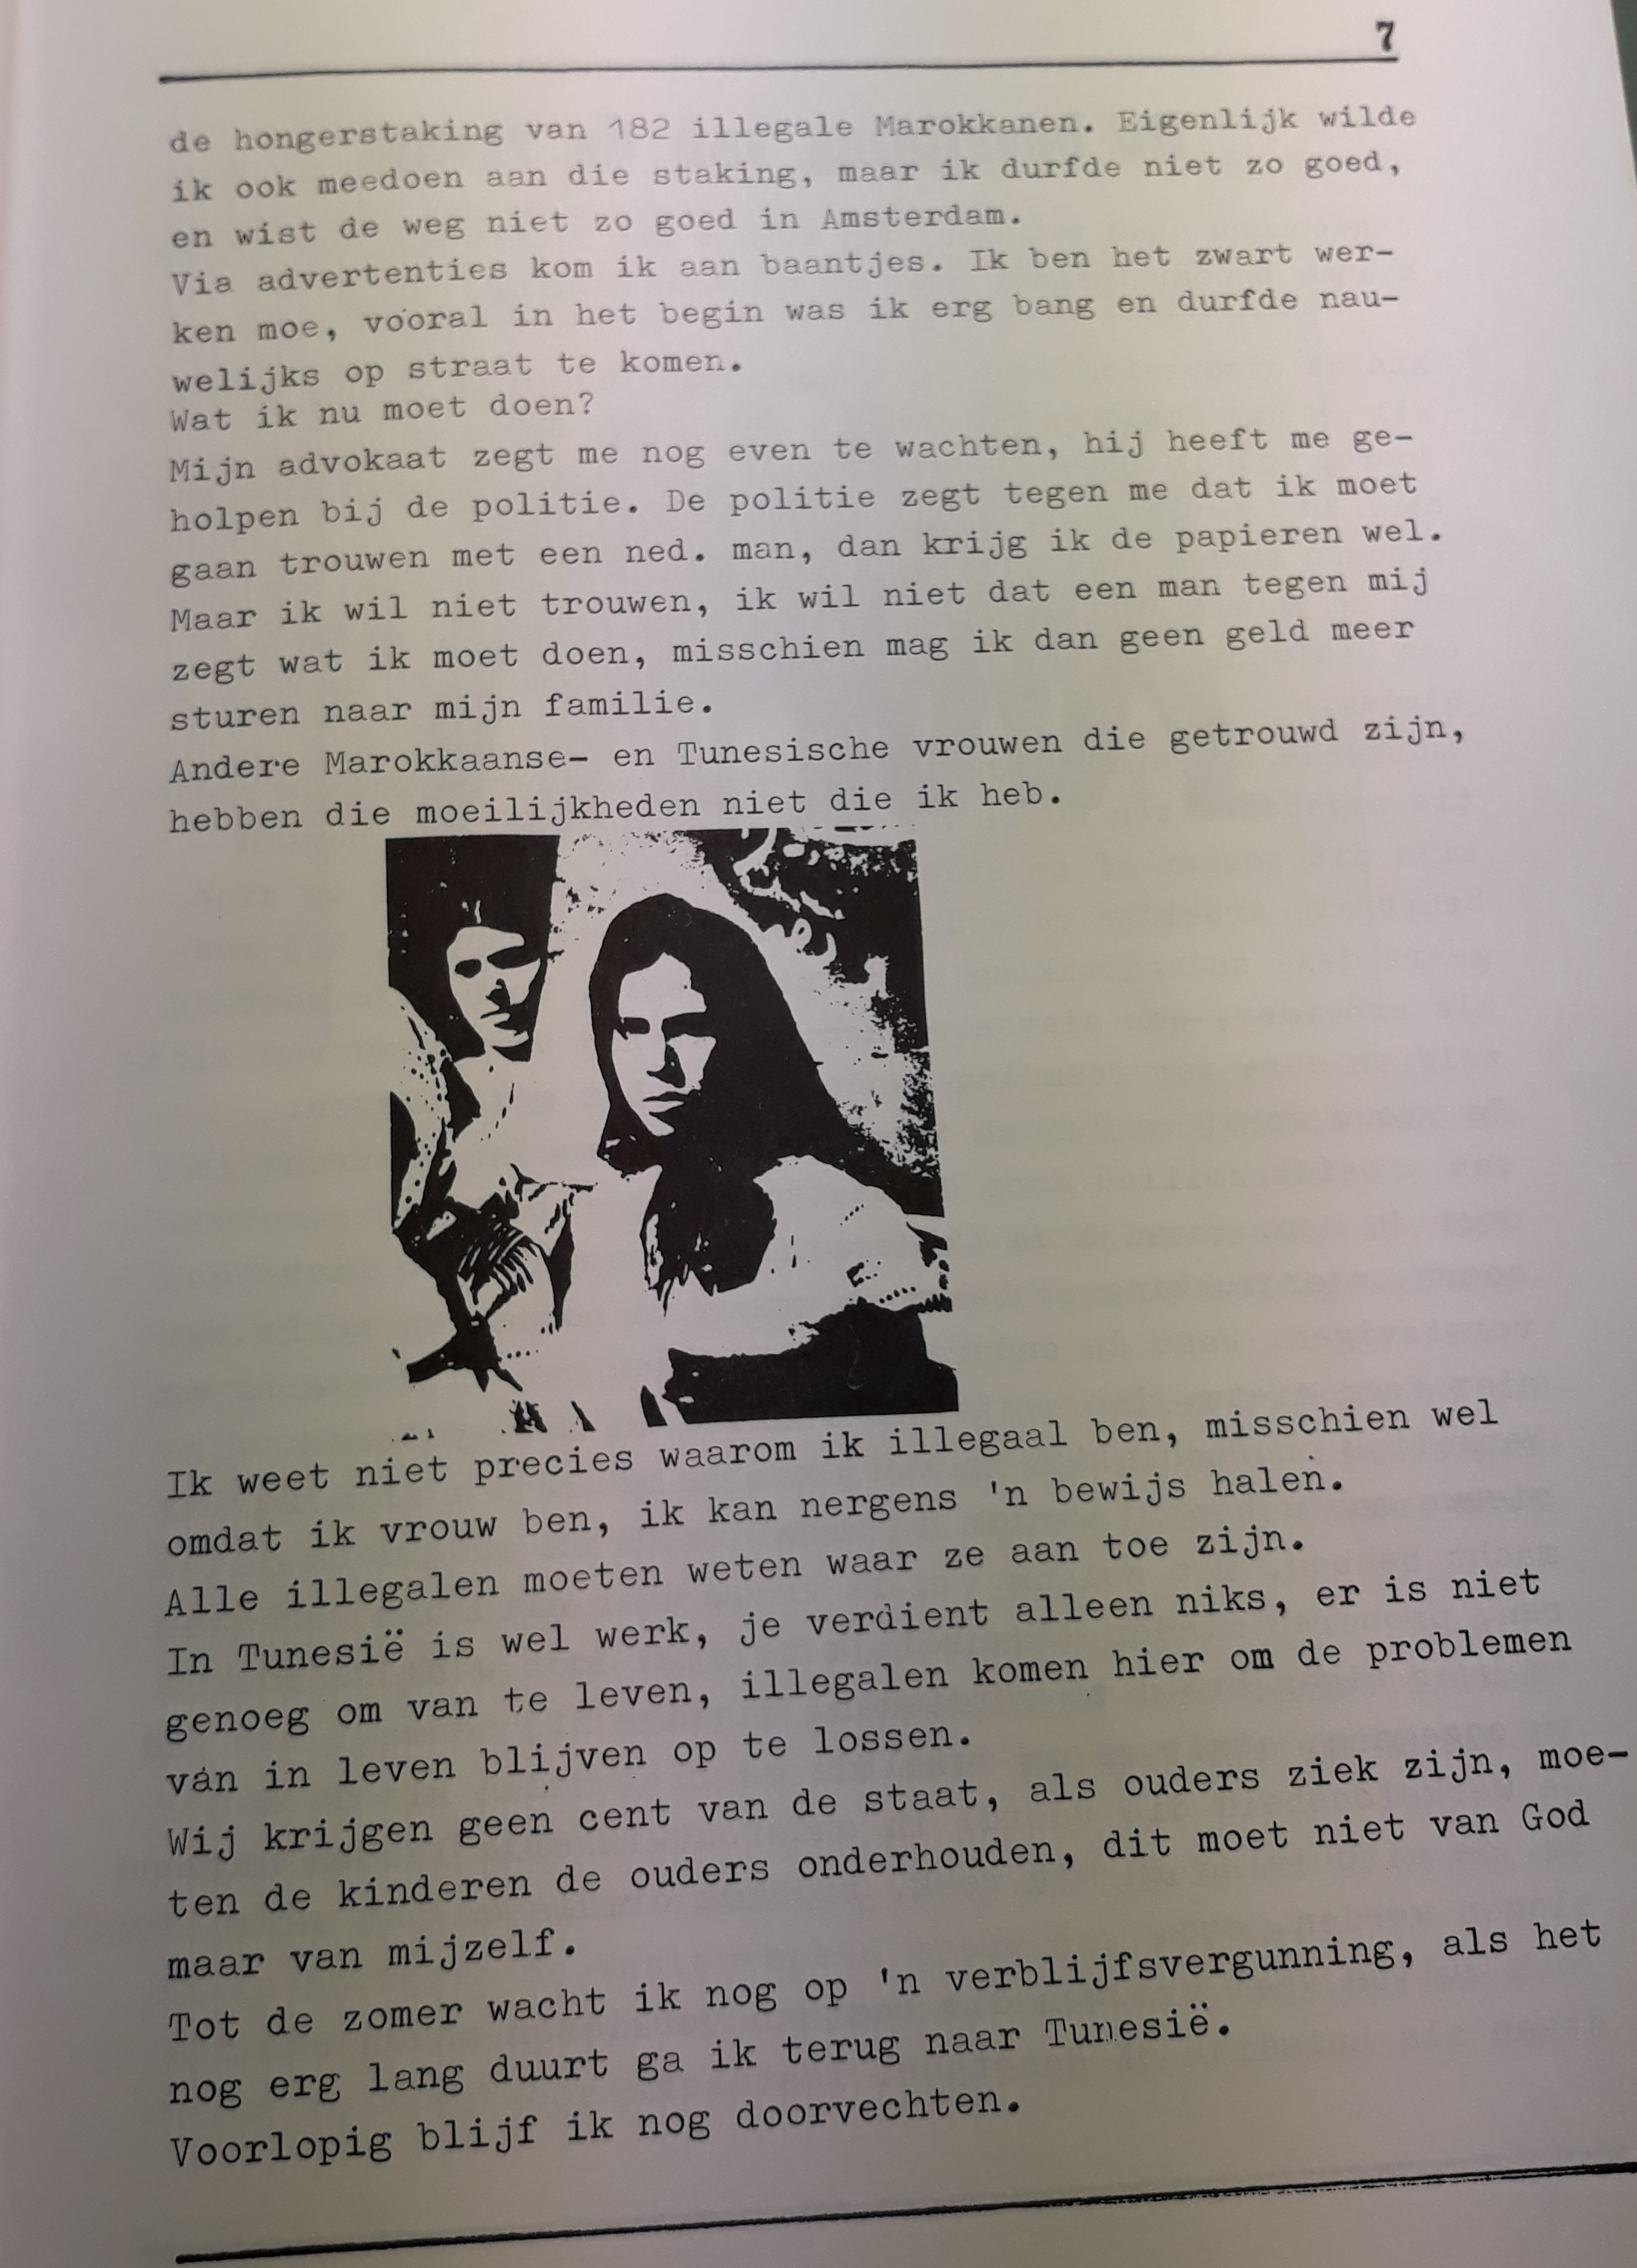 7
de hongerstaking van 182 illegale Marokkanen. Eigenlijk wilde
ik ook meedoen aan die staking, maar ik durfde niet zo goed,
en wist de weg niet zo goed in Amsterdam.
Via advertenties kom ik aan baantjes. Ik ben het zwart wer-
ken moe, vooral in het begin was ik erg bang en durfde nau-
welijks op straat te komen.
Wat ik nu moet doen?
Mijn advokaat zegt me nog even te wachten, hij heeft me ge-
holpen bij de politie. De politie zegt tegen me dat ik moet
gaan trouwen met een ned. man, dan krijg ik de papieren wel.
Maar ik wil niet trouwen, ik wil niet dat een man tegen mij
zegt wat ik moet doen, misschien mag ik dan geen geld meer
sturen naar mijn familie.
Andere Marokkaanse- en Tunesische vrouwen die getrouwd zijn,
hebben die moeilijkheden niet die ik heb.
Ik weet niet precies waarom ik illegaal ben, misschien wel
omdat ik vrouw ben, ik kan nergens 'n bewijs halen.
Alle illegalen moeten weten waar ze aan toe zijn.
In Tunesië is wel werk, je verdient alleen niks, er is niet
genoeg om van te leven, illegalen komen hier om de problemen
van in leven blijven op te lossen.
Wij krijgen geen cent van de staat, als ouders ziek zijn, moe-
ten de kinderen de ouders onderhouden, dit moet niet van God
maar van mijzelf.
Tot de zomer wacht ik nog op 'n verblijfsvergunning, als het
nog erg lang duurt ga ik terug naar Tunesië.
Voorlopig blijf ik nog doorvechten.